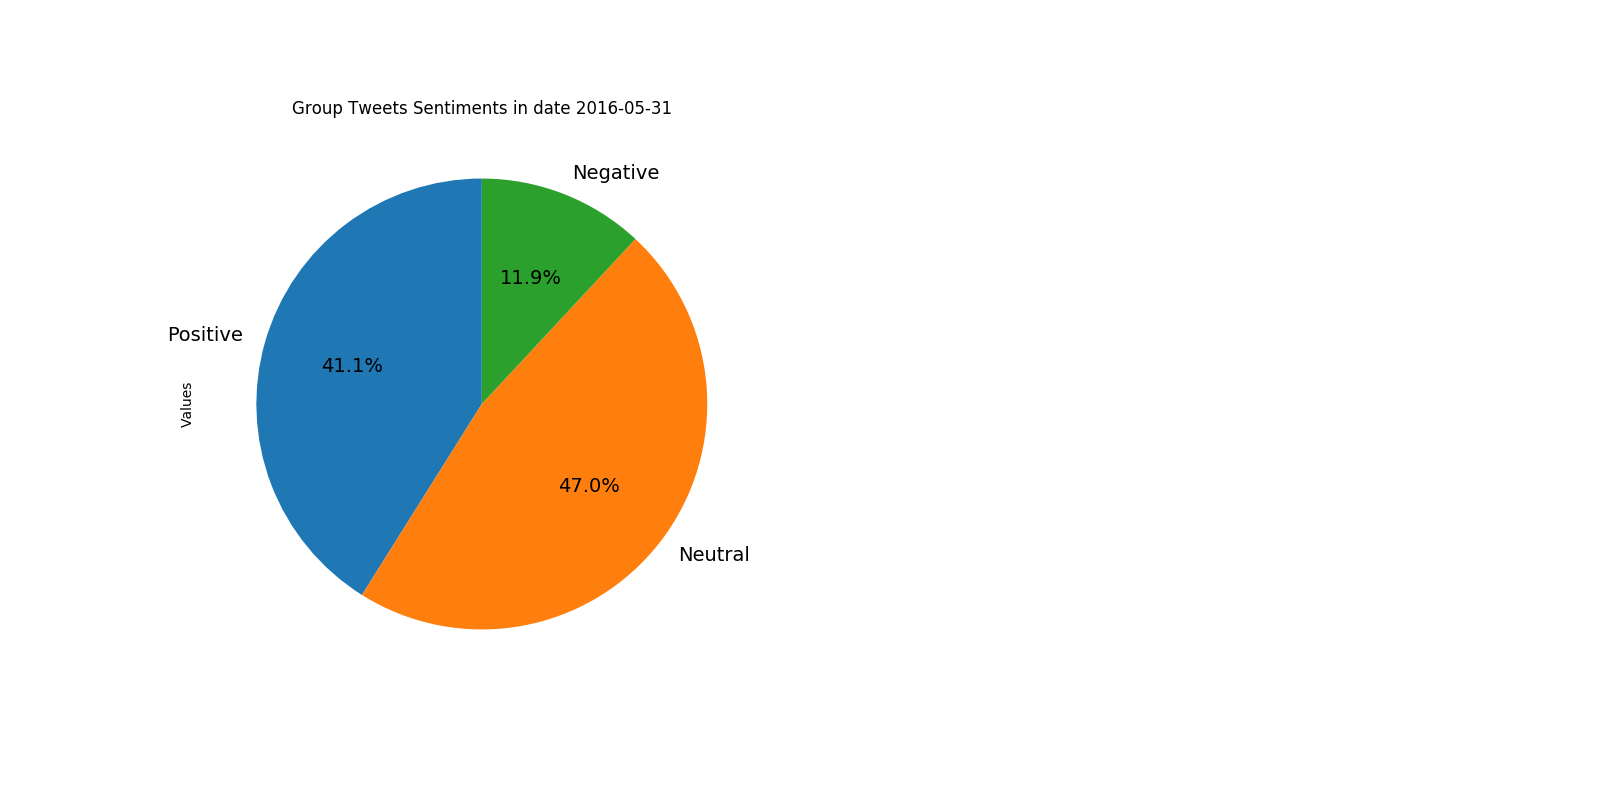 Group Tweets Sentiments in date 2016-05-31
Negative
11.9%
Positive
41.1%
Values
47.0%
Neutral